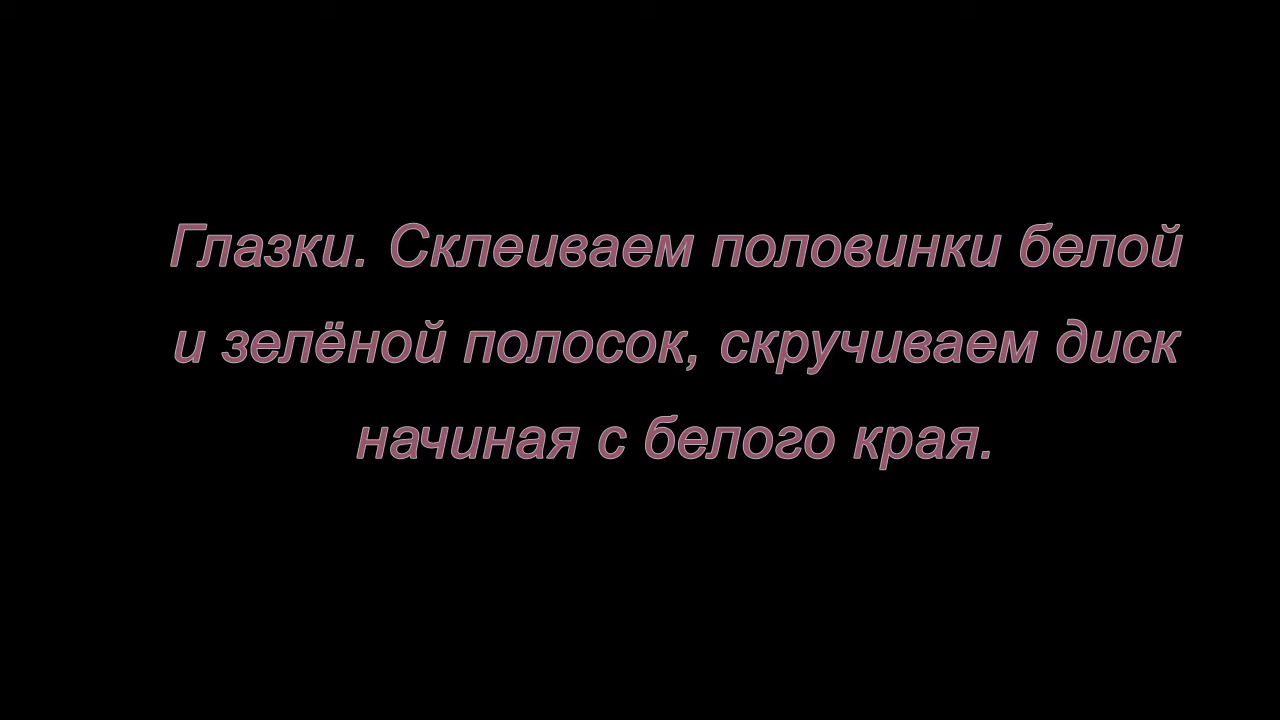 Глазки. Склеиваем половинки белой
и зелёной полосок, скручиваем диск
начиная с белого края.